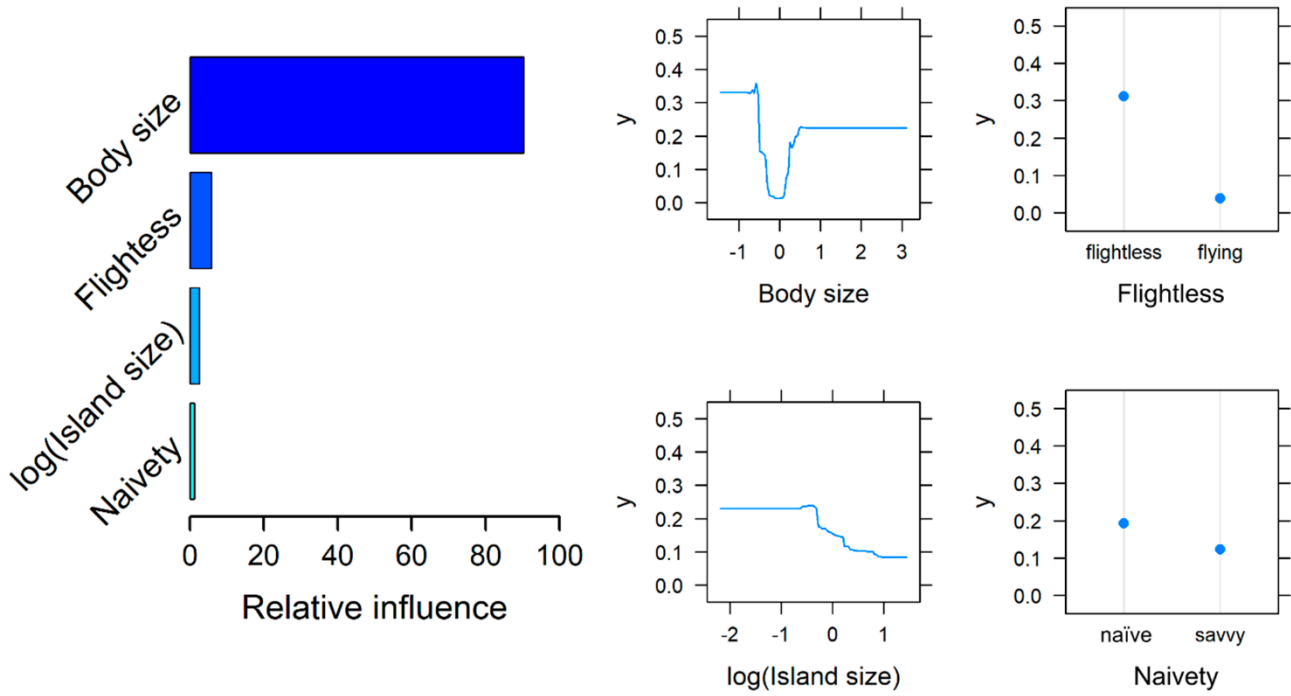 Body size
Flightess
log(Island size)
Naivety
0 20 40 60 80 100
Relative influence
y
0.5
0.4
0.3
0.2
0.1
0.0
-1 0 1 2 3
Body size
y
0.5
0.4
0.3
0.2
0.1
0.0
flightless flying
Flightless
y
0.5
0.4
0.3
0.2
0.1
0.0
-2 -1 0 1
log(Island size)
y
0.5
0.4
0.3
0.2
0.1
0.0
naïve savvy
Naivety